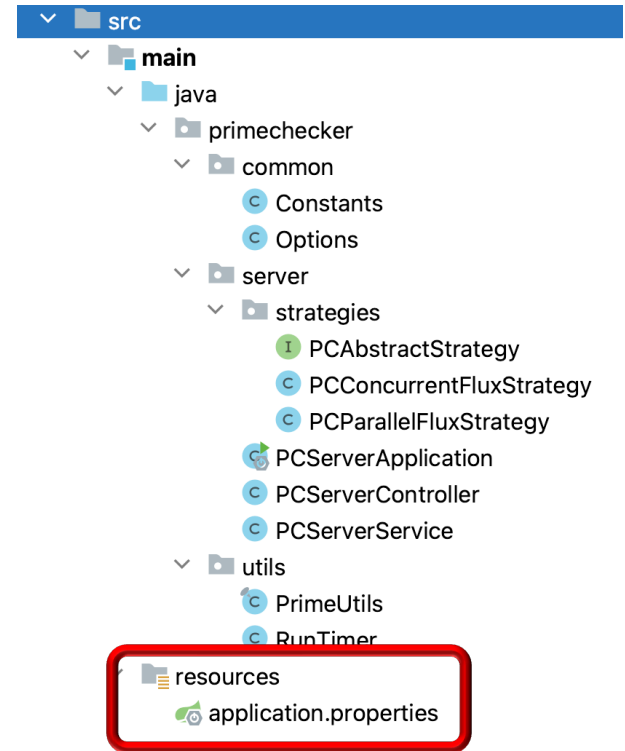 src
main
java
primechecker
common
C Constants
C Options
server
strategies
I PCAbstractStrategy
C PCConcurrentFluxStrategy
C PCParallelFluxStrategy
C PCServerApplication
C PCServerController
C PCServerService
utils
C PrimeUtils
C RunTimer
resources
application.properties